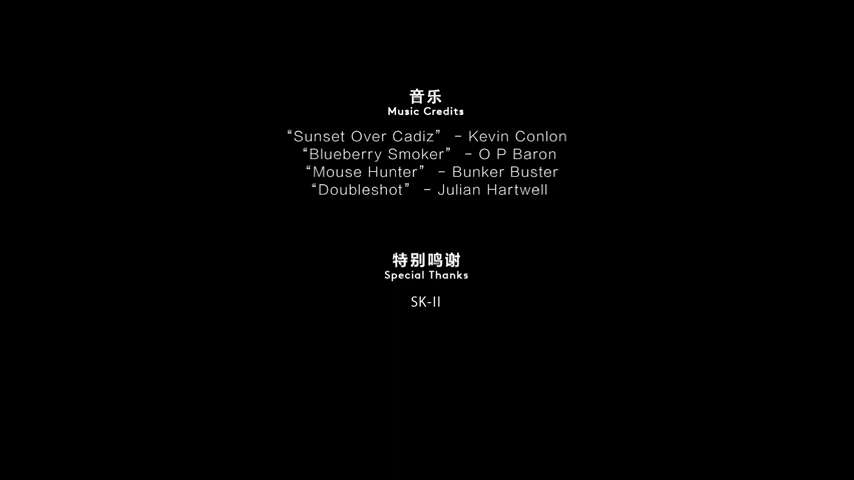 音乐
Music Credits
“Sunset Over Cadiz” - Kevin Conlon
“Blueberry Smoker” - O P Baron
“Mouse Hunter” - Bunker Buster
“Doubleshot” - Julian Hartwell
特别鸣谢
Special Thanks
SK-II